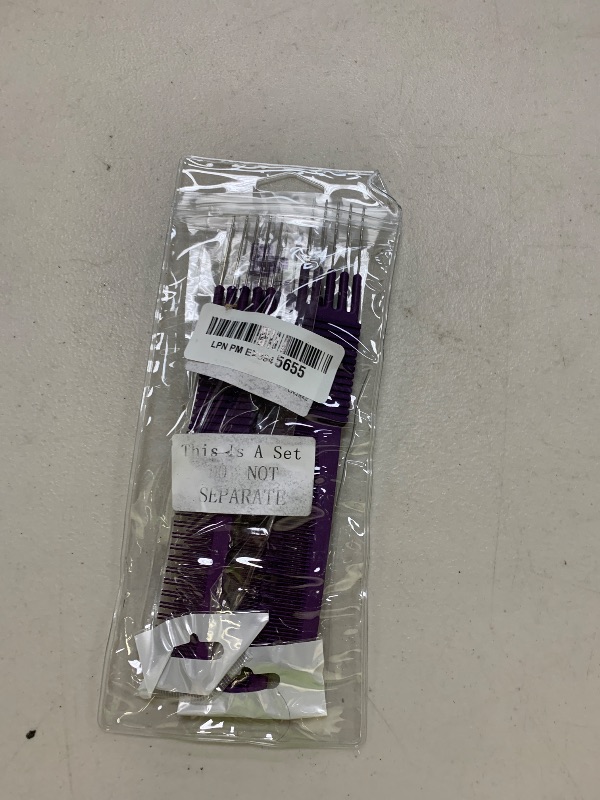 LPN PM 5655
This is A Set
NOT
SEPARATE